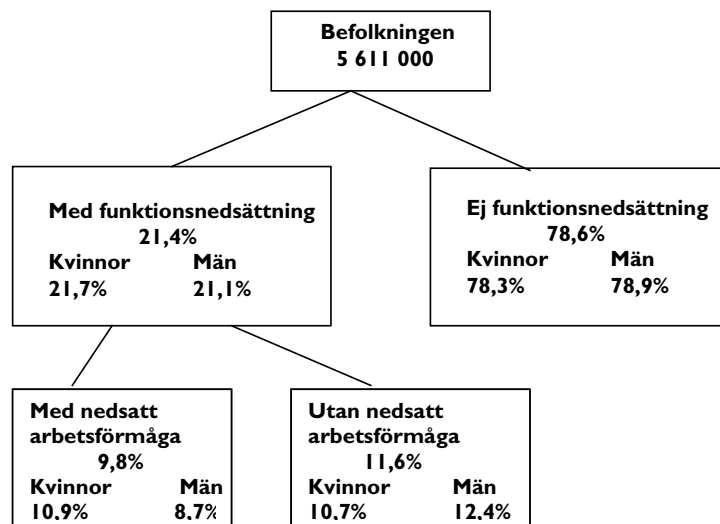 Befolkningen
5 611 000
Med funktionsnedsättning
21,4%
Kvinnor Män
21,7% 21,1%
Ej funktionsnedsättning
78,6%
Kvinnor Män
78,3% 78,9%
Med nedsatt
arbetsförmåga
9,8%
Kvinnor Män
10,9% 8,7%
Utan nedsatt
arbetsförmåga
11,6%
Kvinnor Män
10,7% 12,4%